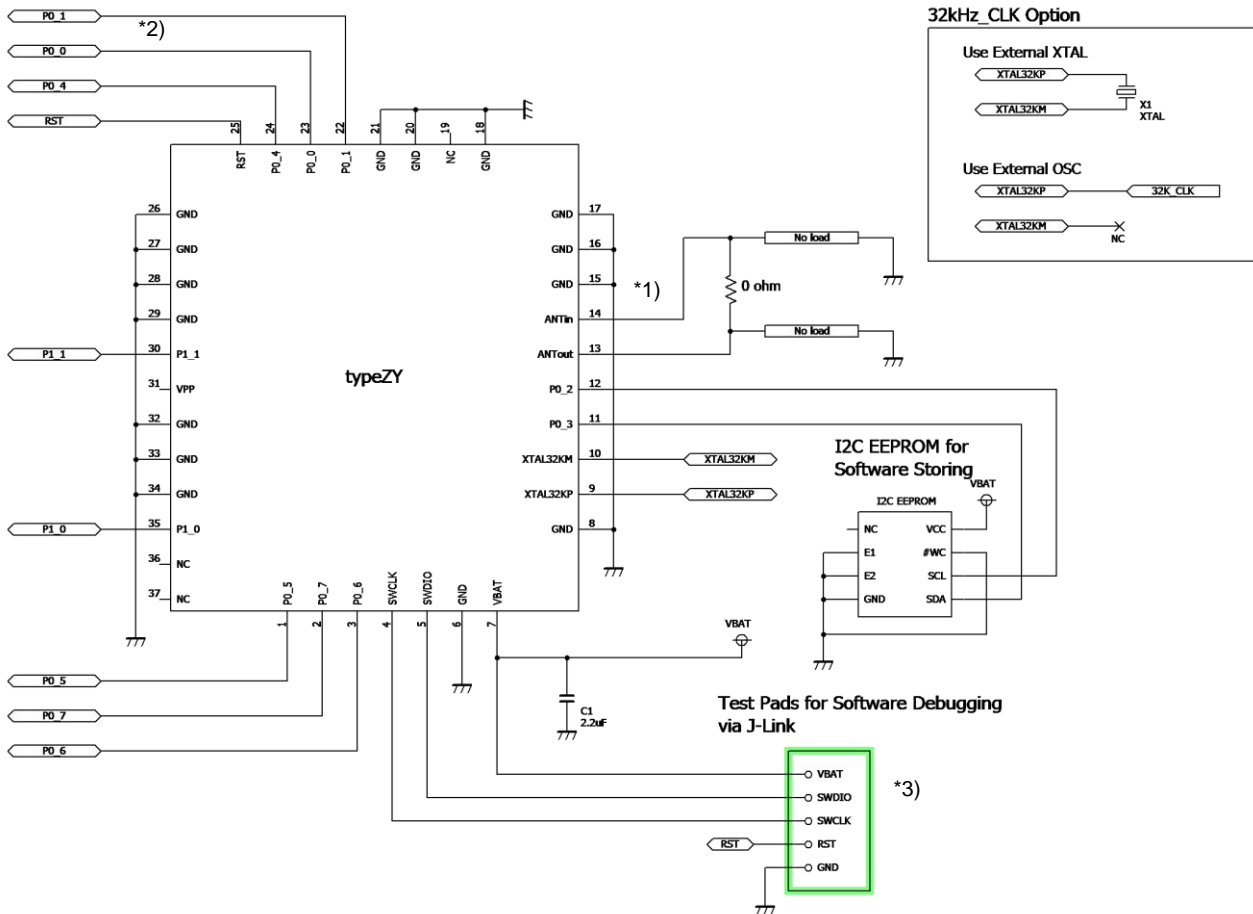 P0_1
*2)
P0_0
P0_4
RST
25
24
23
22
21
20
19
18
RST
P0_4
P0_0
P0_1
GND
GND
NC
GND
32kHz_CLK Option
Use External XTAL
XTAL32KP
XTAL32KM
X1
XTAL
Use External OSC
XTAL32KP
32K_CLK
XTAL32KM
NC
26 GND
27 GND
28 GND
29 GND
P1_1
30 P1_1
31 VPP
32 GND
33 GND
34 GND
P1_0
35 P1_0
36 NC
37 NC
typeZY
GND 17
GND 16
GND 15
ANTin 14
ANTout 13
P0_2 12
P0_3 11
XTAL32KM 10
XTAL32KP 9
GND 8
*1)
No load
0 ohm
No load
XTAL32KM
XTAL32KP
I2C EEPROM for
Software Storing
VBAT
I2C EEPROM
NC VCC
E1 #WC
E2 SCL
GND SDA
P0_5
P0_7
P0_6
SWCLK
SWDIO
GND
VBAT
1
2
3
4
5
6
7
VBAT
C1
2.2uF
P0_5
P0_7
P0_6
Test Pads for Software Debugging
via J-Link
VBAT
SWDIO
SWCLK
RST
RST
GND
*3)